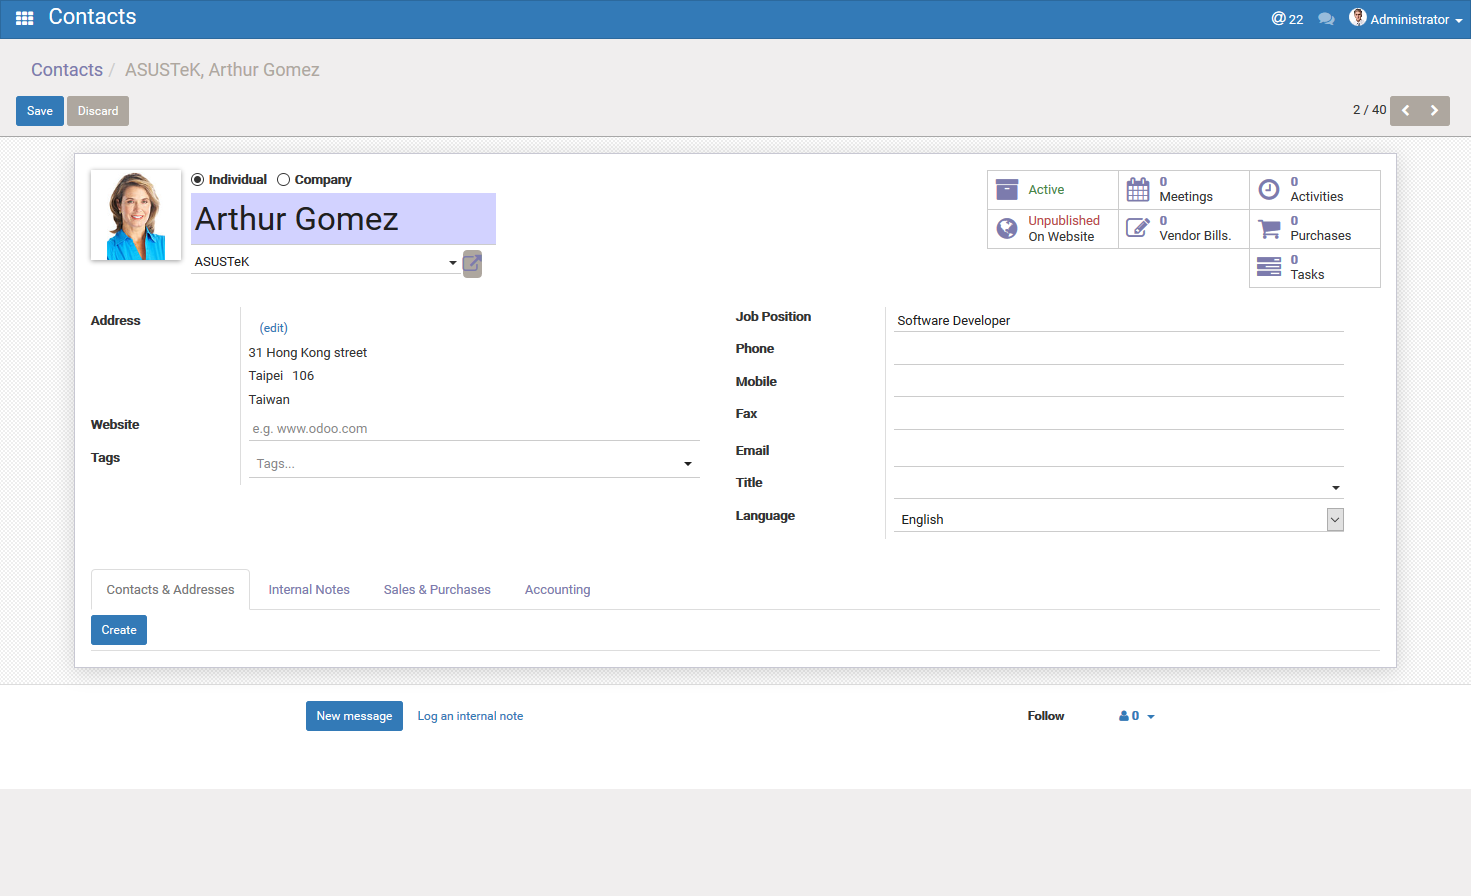 Contacts
@ 22 Administrator
Contacts / ASUSTeK, Arthur Gomez
Save Discard
2 / 40
Individual Company
Arthur Gomez
ASUSTeK
Active
0 Meetings
0 Activities
Unpublished On Website
0 Vendor Bills.
0 Purchases
0 Tasks
Address
(edit)
31 Hong Kong street
Taipei 106
Taiwan
Website e.g. www.odoo.com
Tags Tags...
Job Position Software Developer
Phone
Mobile
Fax
Email
Title
Language English
Contacts & Addresses Internal Notes Sales & Purchases Accounting
Create
New message Log an internal note Follow 0